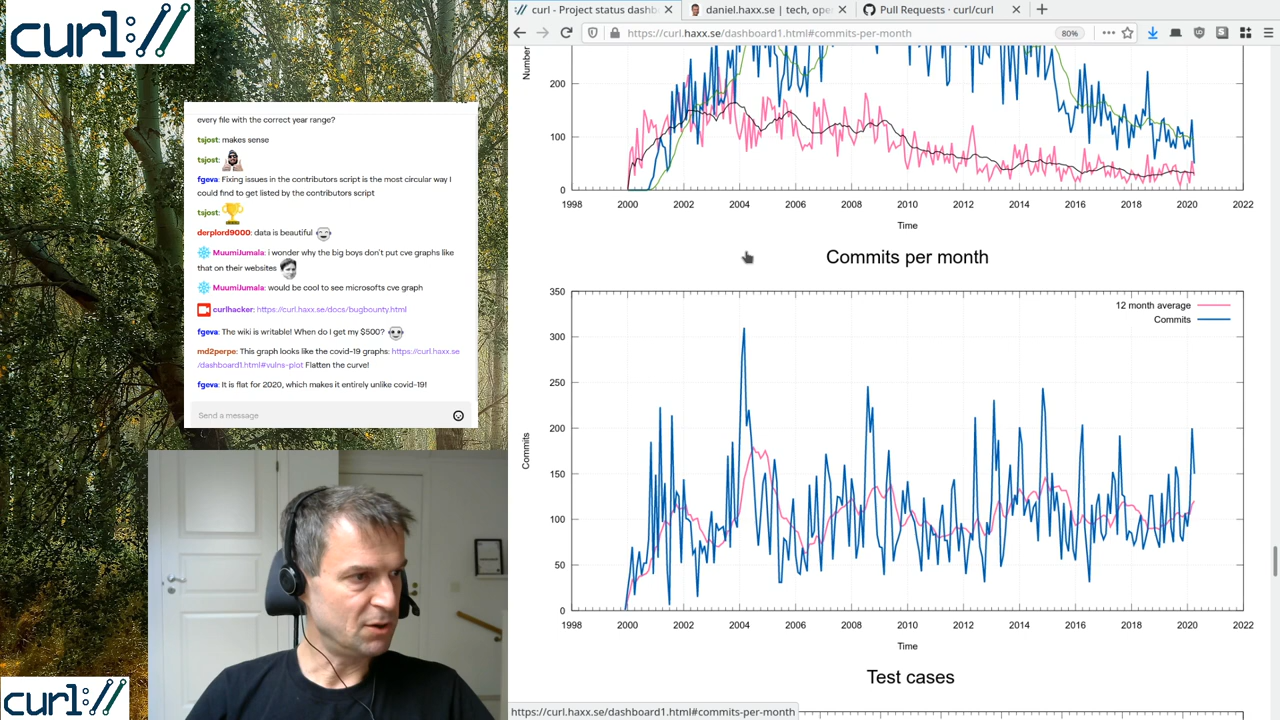 curl://
every file with the correct year range?
tsjost: makes sense
tsjost:
fgeva: Fixing issues in the contributors script is the most circular way I
could find to get listed by the contributors script
tsjost:
derplord9000: data is beautiful
MuumiJumala: i wonder why the big boys don't put cve graphs like
that on their websites
MuumiJumala: would be cool to see microsofts cve graph
curlhacker: https://curl.haxx.se/docs/bugbounty.html
fgeva: The wiki is writable! When do I get my $500?
md2perpe: This graph looks like the covid-19 graphs: https://curl.haxx.se
/dashboard1.html#vulns-plot Flatten the curve!
fgeva: It is flat for 2020, which makes it entirely unlike covid-19!
Send a message
curl://
curl - Project status dashb
daniel.haxx.se | tech, ope
Pull Requests · curl/curl
https://curl.haxx.se/dashboard1.html#commits-per-month
80%
Number
200
100
0
1998 2000 2002 2004 2006 2008 2010 2012 2014 2016 2018 2020 2022
Time
Commits per month
12 month average
Commits
350
300
250
200
150
100
50
0
Commits
1998 2000 2002 2004 2006 2008 2010 2012 2014 2016 2018 2020 2022
Time
Test cases
https://curl.haxx.se/dashboard1.html#commits-per-month